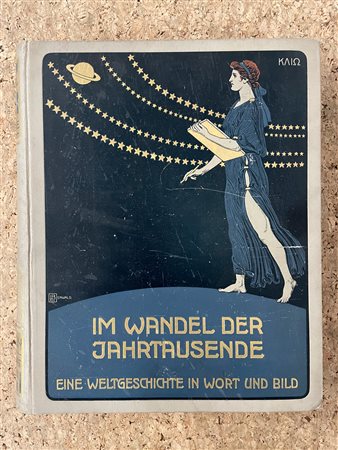 ΚΛΙΩ
IM WANDEL DER
JAHRTAUSENDE
EINE WELTGESCHICHTE IN WORT UND BILD